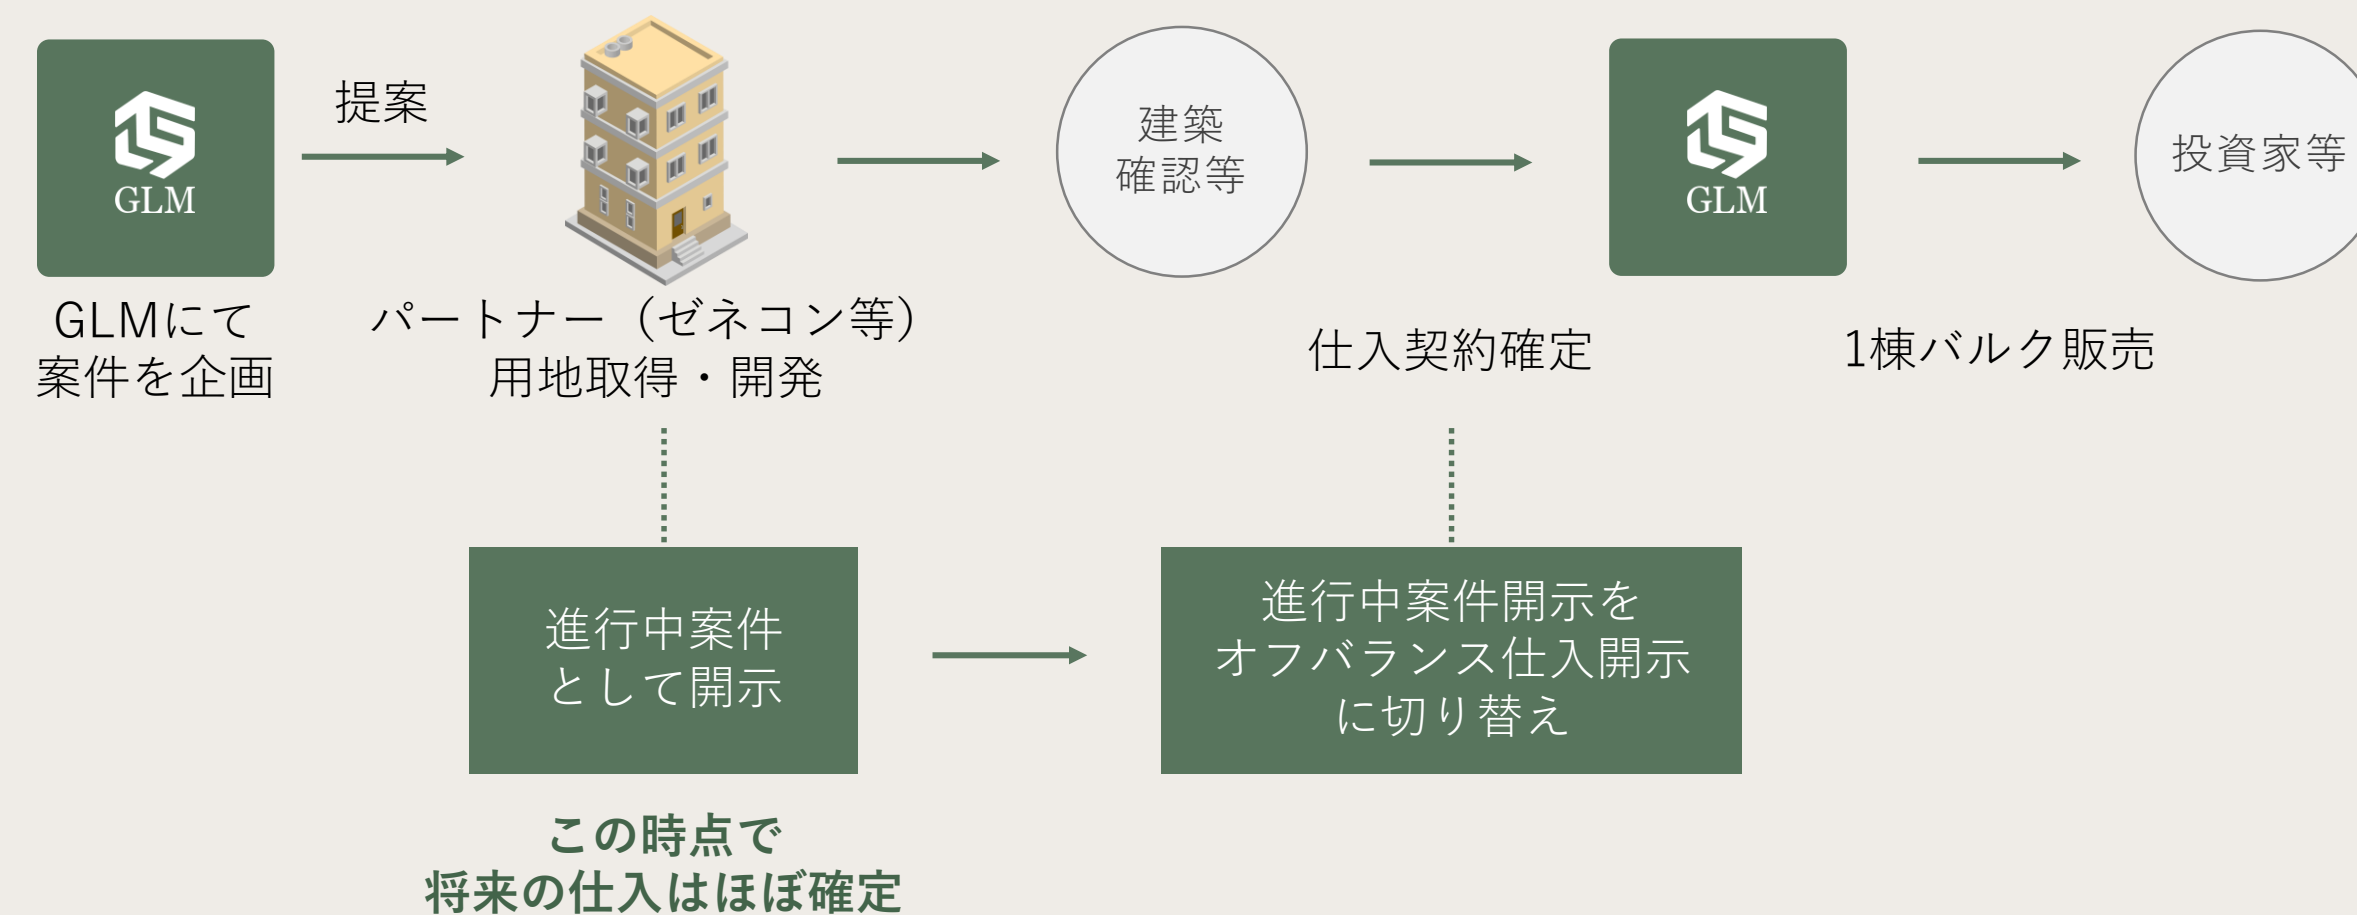 GLM
GLMにて
案件を企画
提案
パートナー（ゼネコン等）
用地取得・開発
建築
確認等
仕入契約確定
GLM
1棟バルク販売
投資家等
進行中案件
として開示
この時点で
将来の仕入はほぼ確定
進行中案件開示を
オフバランス仕入開示
に切り替え